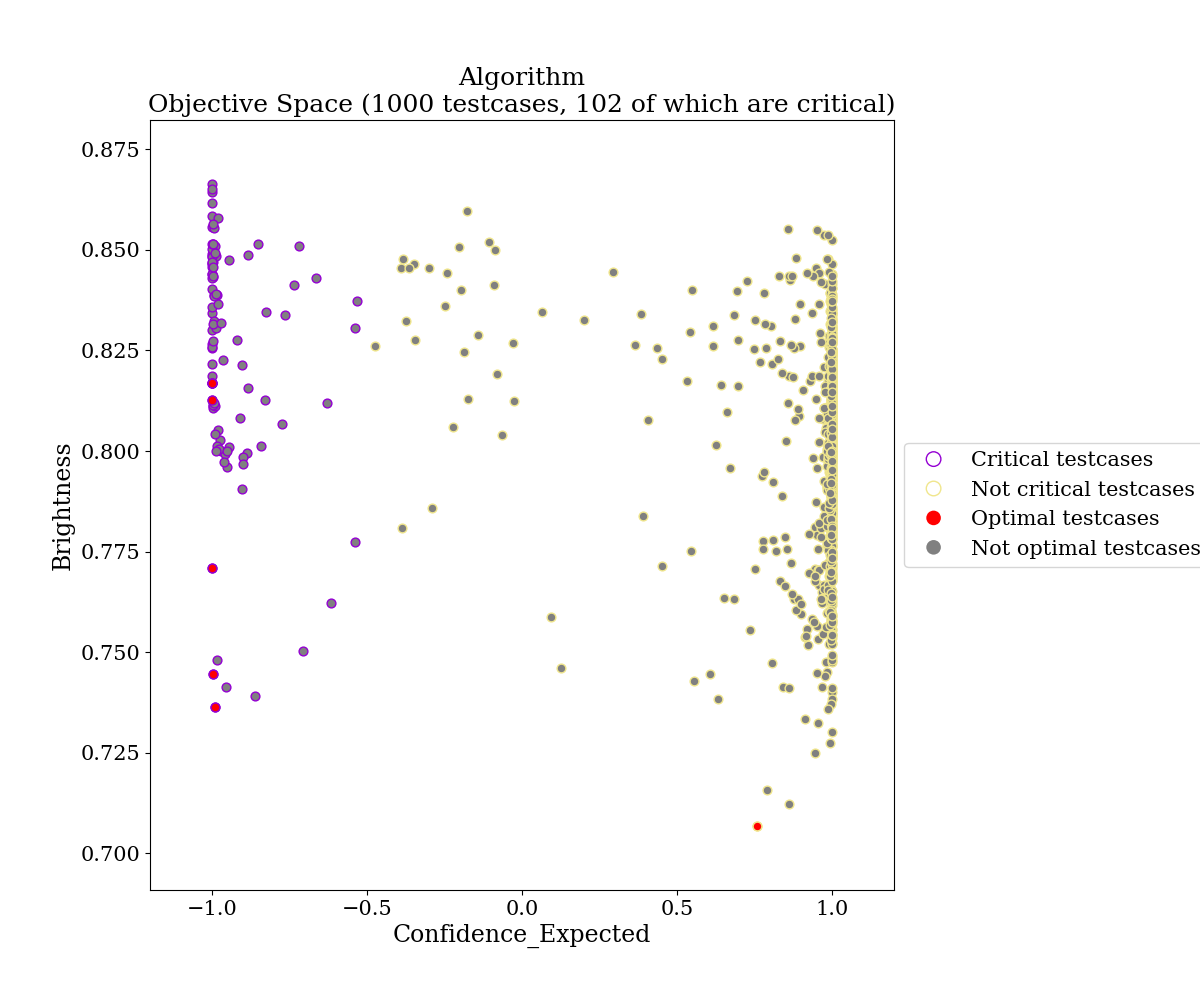 Algorithm
Objective Space (1000 testcases, 102 of which are critical)
0.875
0.850
0.825
0.800
0.775
0.750
0.725
0.700
Brightness
−1.0
−0.5
0.0
0.5
1.0
Confidence_Expected
Critical testcases
Not critical testcases
Optimal testcases
Not optimal testcases